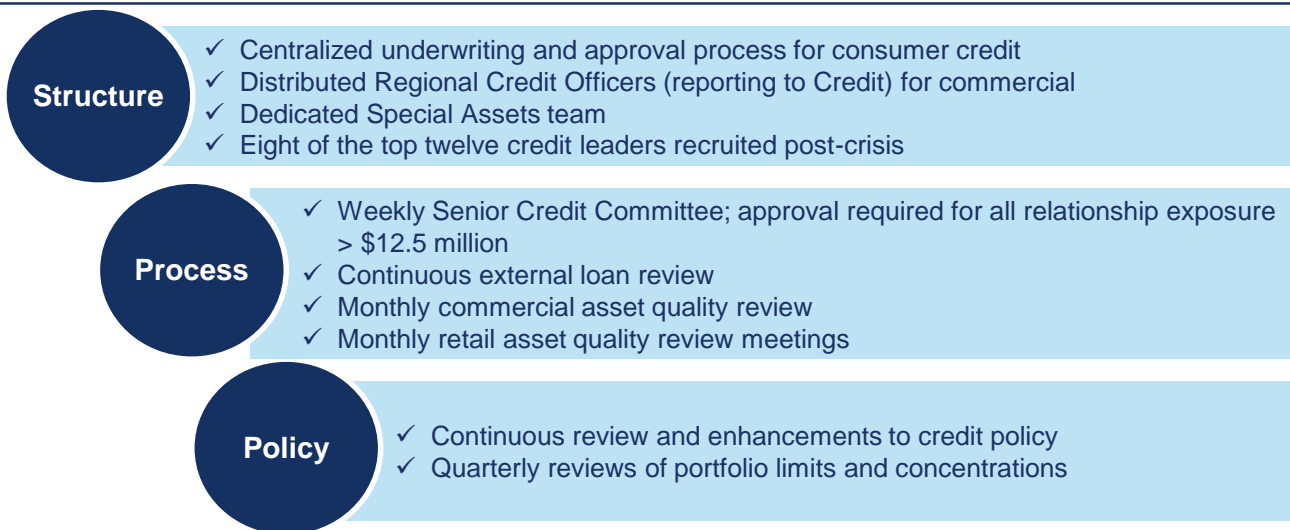 Structure
✓ Centralized underwriting and approval process for consumer credit
✓ Distributed Regional Credit Officers (reporting to Credit) for commercial
✓ Dedicated Special Assets team
✓ Eight of the top twelve credit leaders recruited post-crisis
Process
✓ Weekly Senior Credit Committee; approval required for all relationship exposure
> $12.5 million
✓ Continuous external loan review
✓ Monthly commercial asset quality review
✓ Monthly retail asset quality review meetings
Policy
✓ Continuous review and enhancements to credit policy
✓ Quarterly reviews of portfolio limits and concentrations